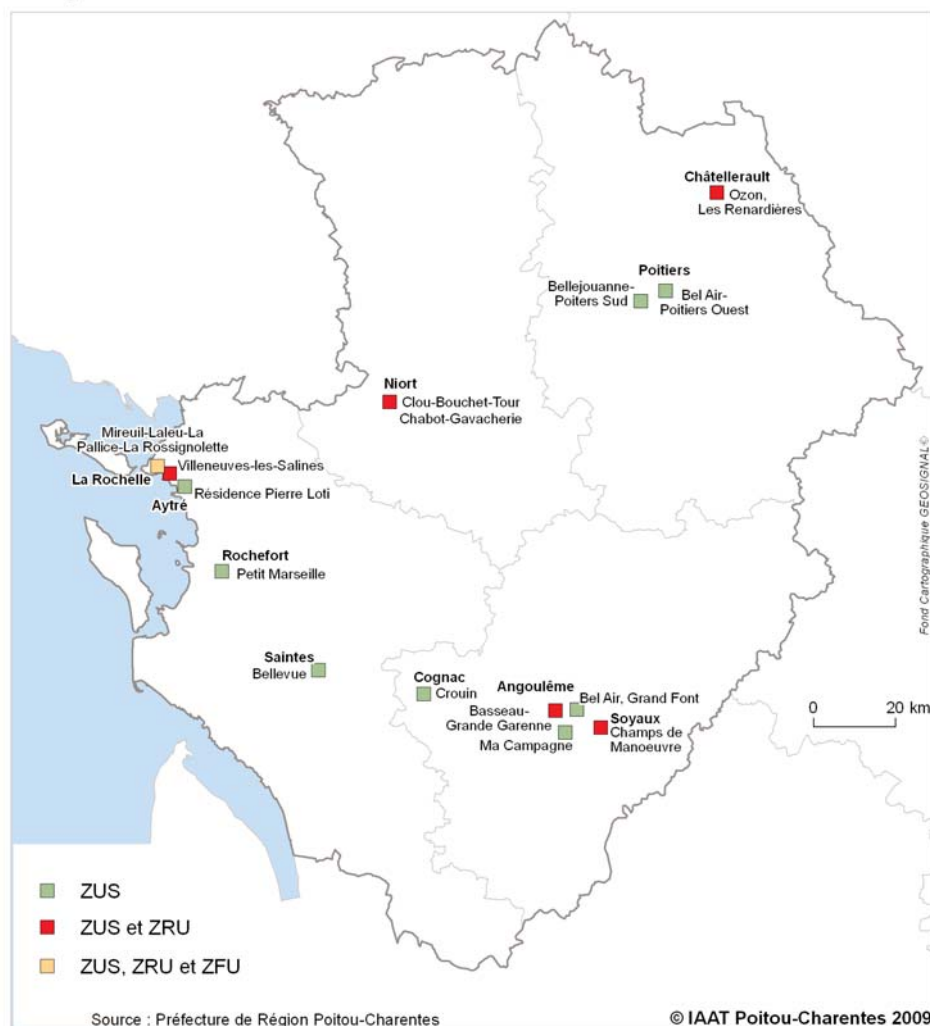 Châtellerault
Ozon,
Les Renardières
Poitiers
Bellejouanne-
Poiters Sud
Bel Air-
Poitiers Ouest
Niort
Clou-Bouchet-Tour
Chabot-Gavacherie
Mireuil-Laleu-La
Pallice-La Rossignolette
Villeneuves-les-Salines
La Rochelle
Résidence Pierre Loti
Aytré
Rochefort
Petit Marseille
Saintes
Bellevue
Cognac
Crouin
Angoulême
Bel Air, Grand Font
Basseau-
Grande Garenne
Soyaux
Champs de
Manoeuvre
Ma Campagne
0 20 km
Fond Cartographique GEOSIGNAL©
ZUS
ZUS et ZRU
ZUS, ZRU et ZFU
Source : Préfecture de Région Poitou-Charentes
© IAAT Poitou-Charentes 2009